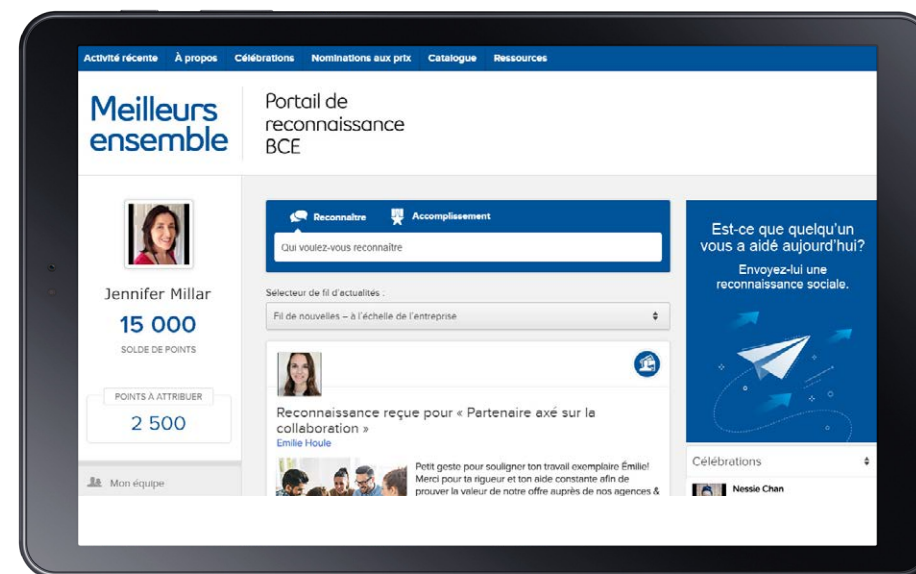 Activité récente À propos Célébrations Nominations aux prix Catalogue Ressources
Meilleurs
ensemble
Portail de
reconnaissance
BCE
Jennifer Millar
15 000
SOLDE DE POINTS
POINTS À ATTRIBUER
2 500
Mon équipe
Reconnaître Accomplissement
Qui voulez-vous reconnaître
Sélecteur de fil d'actualités :
Fil de nouvelles – à l'échelle de l'entreprise
Reconnaissance reçue pour « Partenaire axé sur la
collaboration »
Emilie Houle
Petit geste pour souligner ton travail exemplaire Émilie!
Merci pour ta rigueur et ton aide constante afin de
prouver la valeur de notre offre auprès de nos agences &
Est-ce que quelqu'un
vous a aidé aujourd'hui?
Envoyez-lui une
reconnaissance sociale.
Célébrations
Nessie Chan